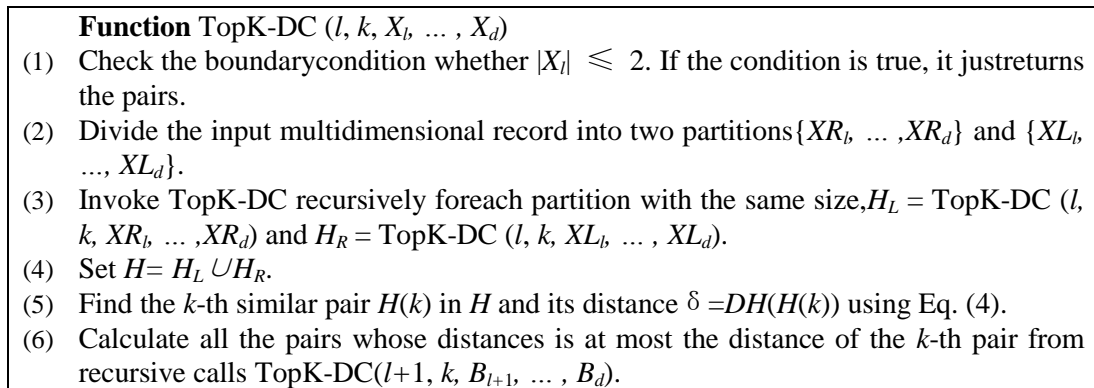 Function TopK-DC (l, k, Xl, ... , Xd)
(1) Check the boundarycondition whether |Xl| ≤ 2. If the condition is true, it justreturns
the pairs.
(2) Divide the input multidimensional record into two partitions{XRl, ... ,XRd} and {XLl,
..., XLd}.
(3) Invoke TopK-DC recursively foreach partition with the same size,HL = TopK-DC (l,
k, XRl, ... ,XRd) and HR = TopK-DC (l, k, XLl, ... , XLd).
(4) Set H= HL ∪HR.
(5) Find the k-th similar pair H(k) in H and its distance δ =DH(H(k)) using Eq. (4).
(6) Calculate all the pairs whose distances is at most the distance of the k-th pair from
recursive calls TopK-DC(l+1, k, Bl+1, ... , Bd).